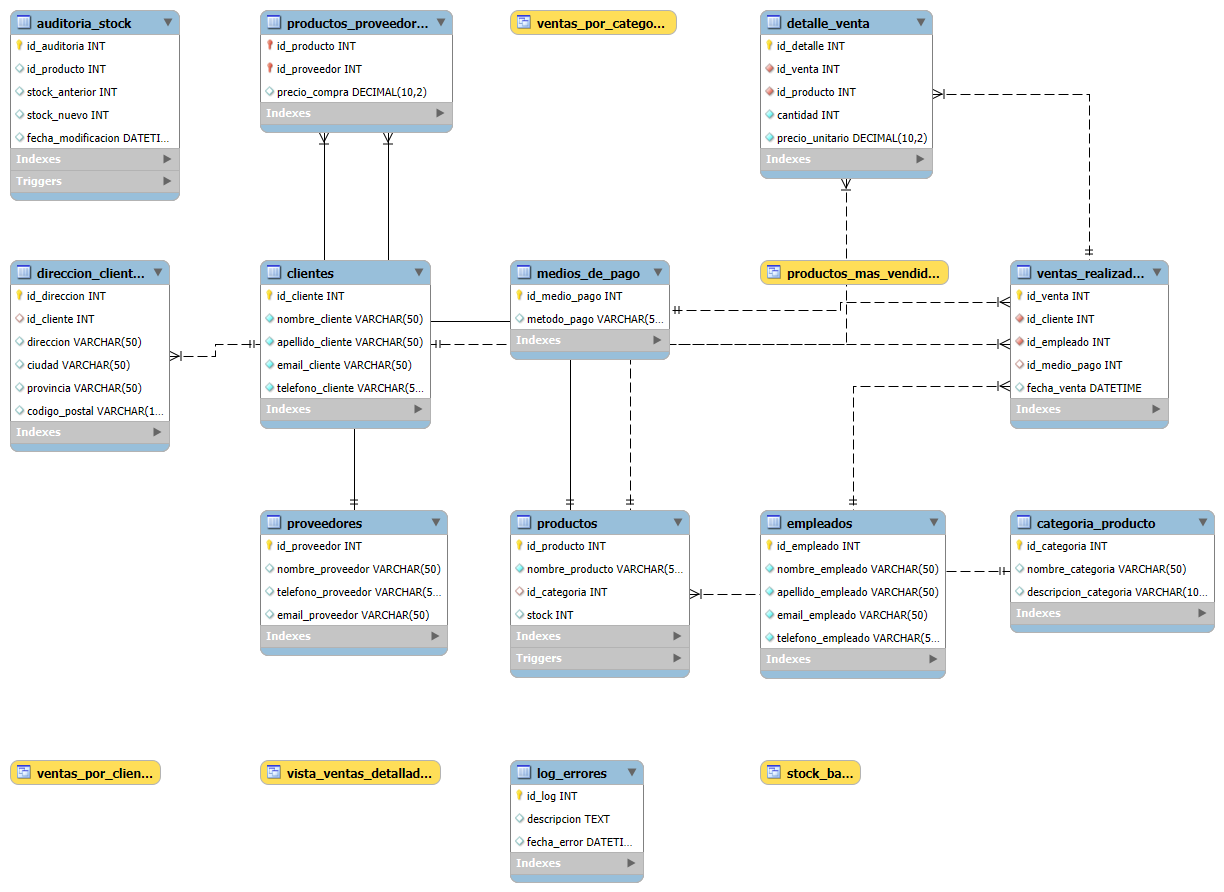 auditoria_stock
id_auditoria INT
id_producto INT
stock_anterior INT
stock_nuevo INT
fecha_modificacion DATETI...
Indexes
Triggers
productos_proveedor...
id_producto INT
id_proveedor INT
precio_compra DECIMAL(10,2)
Indexes
ventas_por_catego...
detalle_venta
id_detalle INT
id_venta INT
id_producto INT
cantidad INT
precio_unitario DECIMAL(10,2)
Indexes
direccion_client...
id_direccion INT
id_cliente INT
direccion VARCHAR(50)
ciudad VARCHAR(50)
provincia VARCHAR(50)
codigo_postal VARCHAR(1...
Indexes
clientes
id_cliente INT
nombre_cliente VARCHAR(50)
apellido_cliente VARCHAR(50)
email_cliente VARCHAR(50)
telefono_cliente VARCHAR(5...
Indexes
medios_de_pago
id_medio_pago INT
metodo_pago VARCHAR(5...
Indexes
productos_mas_vendid...
ventas_realizad...
id_venta INT
id_cliente INT
id_empleado INT
id_medio_pago INT
fecha_venta DATETIME
Indexes
proveedores
id_proveedor INT
nombre_proveedor VARCHAR(50)
telefono_proveedor VARCHAR(5...
email_proveedor VARCHAR(50)
Indexes
productos
id_producto INT
nombre_producto VARCHAR(5...
id_categoria INT
stock INT
Indexes
Triggers
empleados
id_empleado INT
nombre_empleado VARCHAR(50)
apellido_empleado VARCHAR(50)
email_empleado VARCHAR(50)
telefono_empleado VARCHAR(5...
Indexes
categoria_producto
id_categoria INT
nombre_categoria VARCHAR(50)
descripcion_categoria VARCHAR(10...
Indexes
ventas_por_clien...
vista_ventas_detallad...
log_errores
id_log INT
descripcion TEXT
fecha_error DATETI...
Indexes
stock_ba...